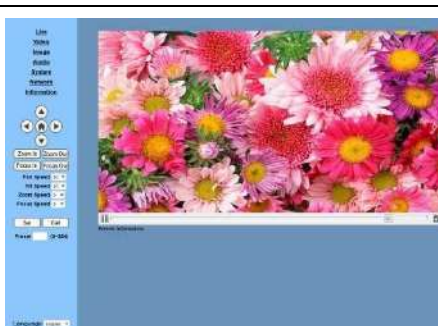 Live
Video
Image
Audio
System
Network
Information
Zoom In Zoom Out
Focus In Focus Out
Pan Speed
Tilt Speed
Zoom Speed
Focus Speed
Set Call
Preset
Language